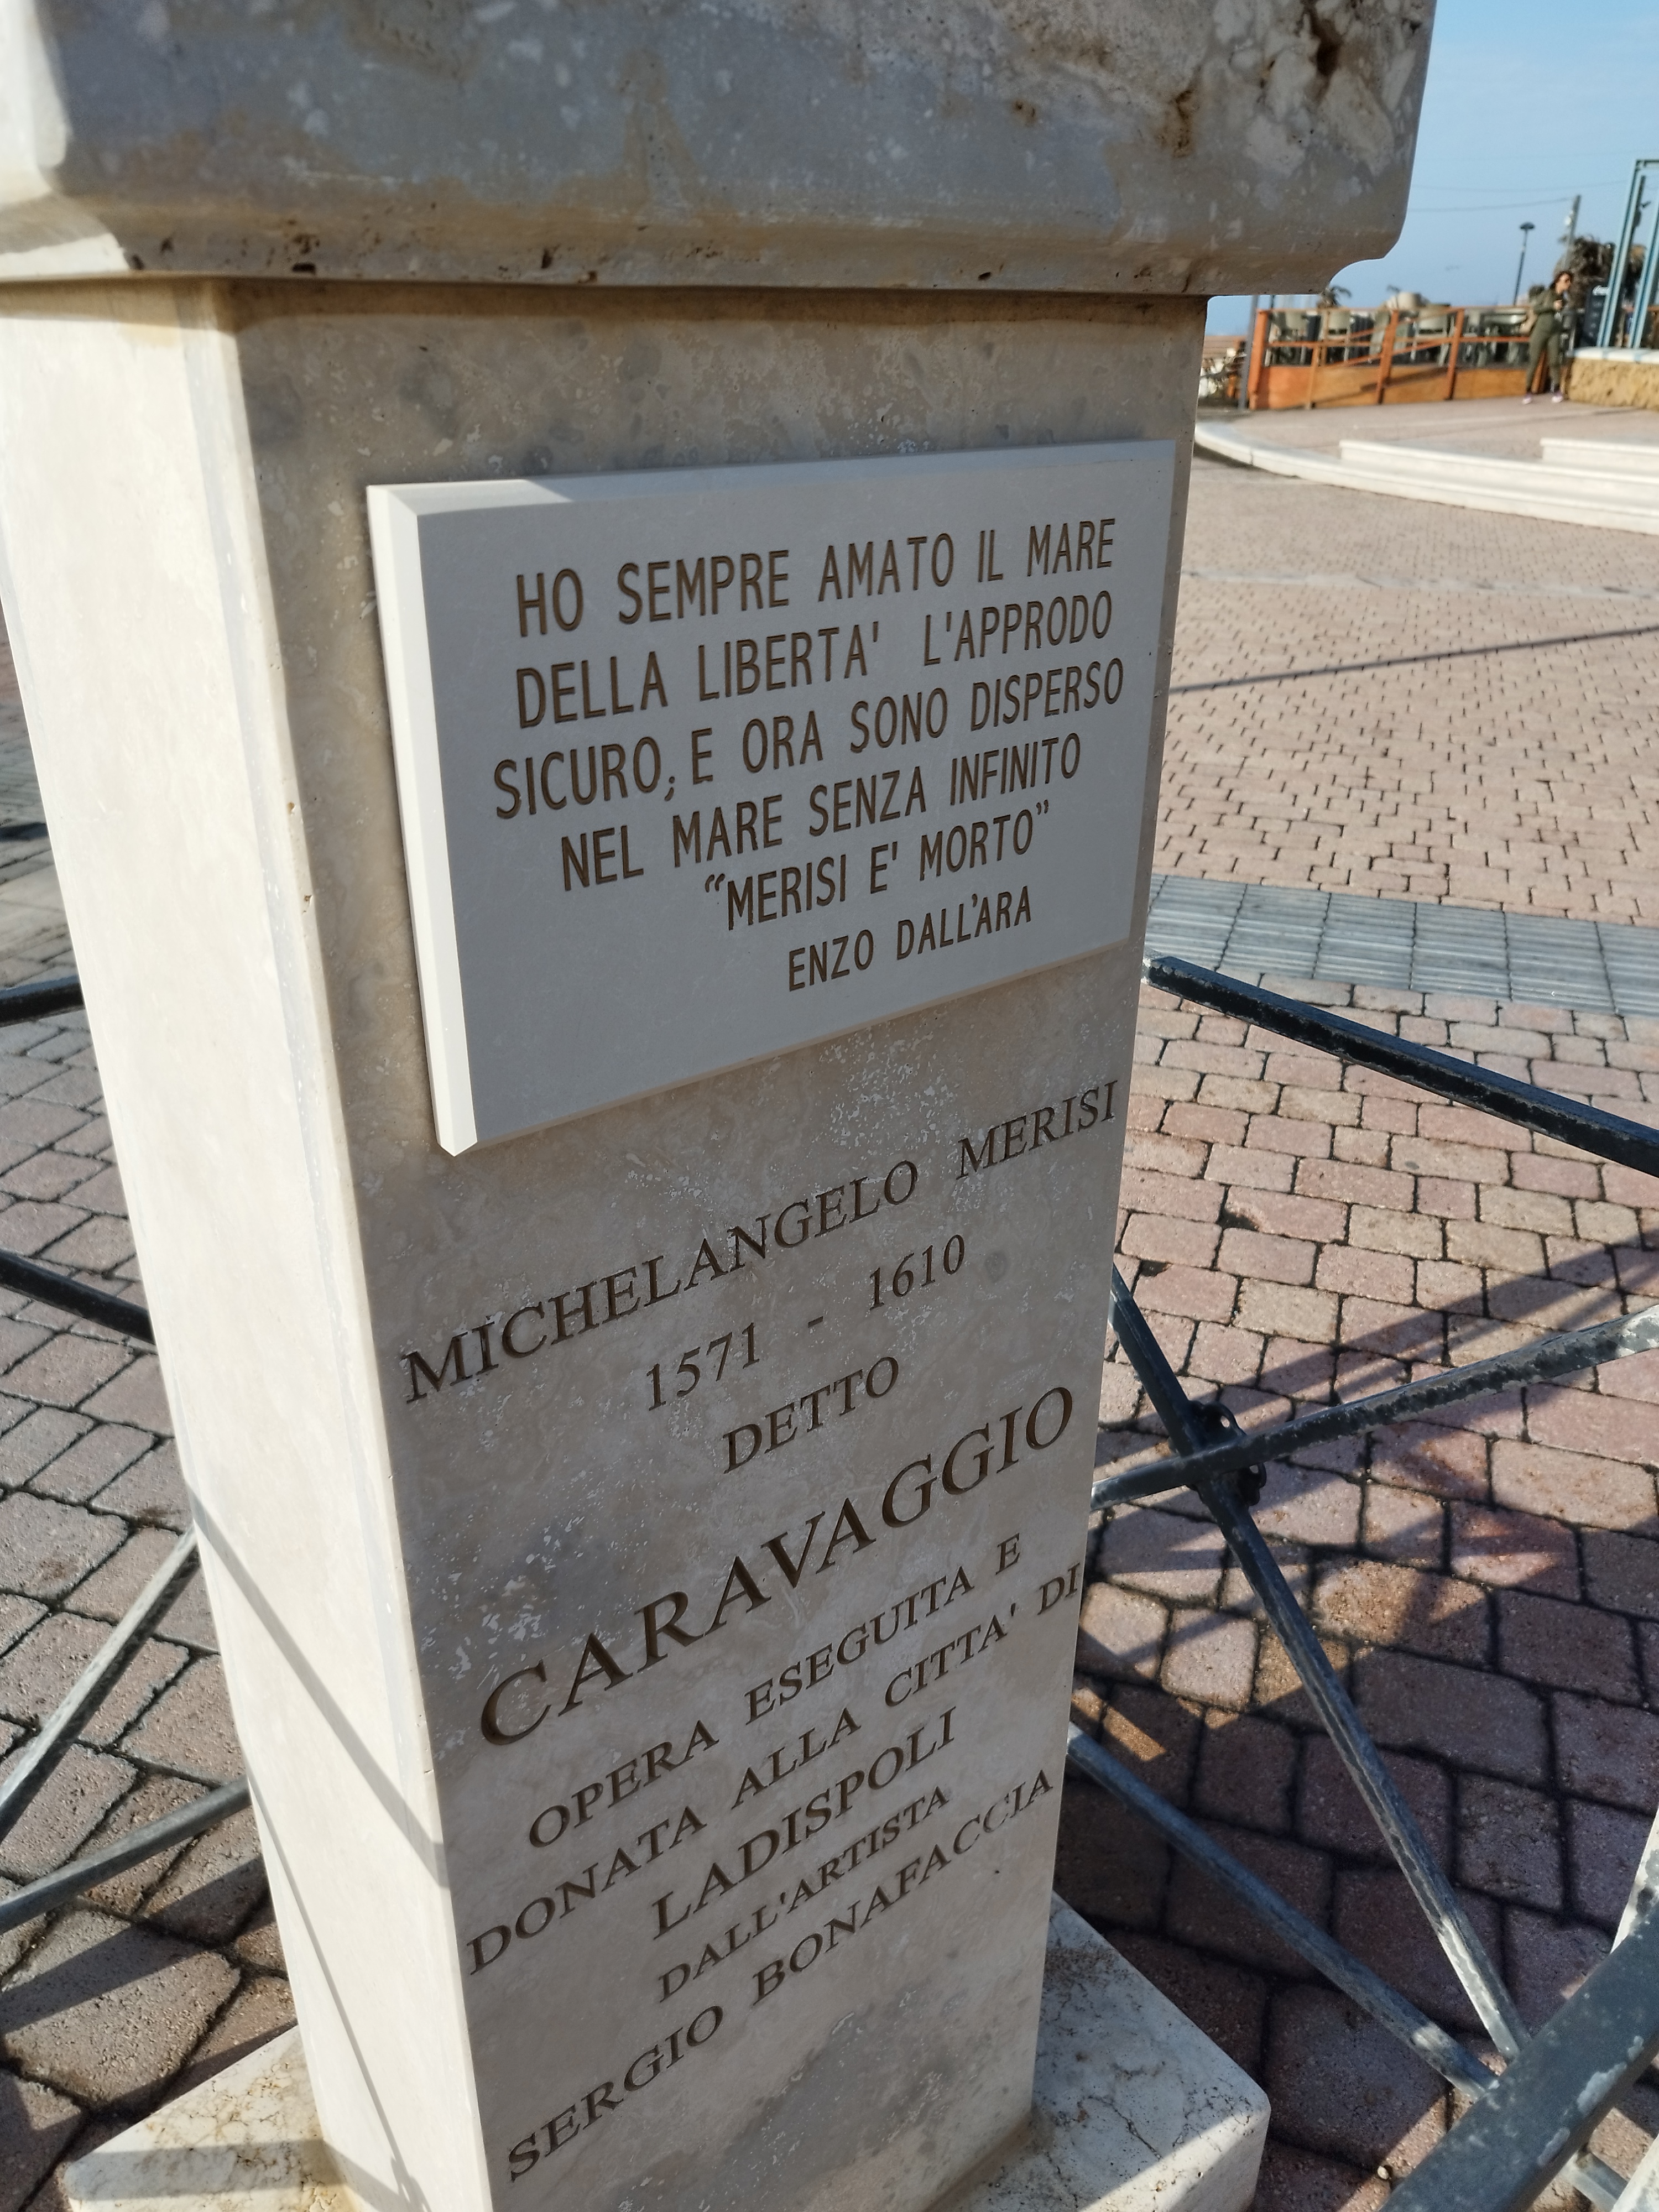 HO SEMPRE AMATO IL MARE
DELLA LIBERTA' L'APPRODO
SICURO; E ORA SONO DISPERSO
NEL MARE SENZA INFINITO
“MERISI E' MORTO”
ENZO DALL'ARA
MICHELANGELO MERISI
1571 - 1610
DETTO
CARAVAGGIO
OPERA ESEGUITA E
DONATA ALLA CITTA' DI
LADISPOLI
DALL'ARTISTA
SERGIO BONAFACCIA